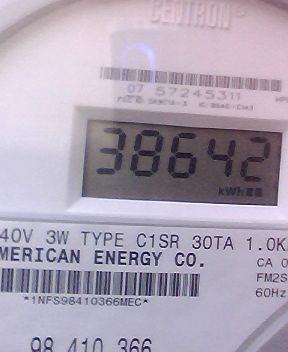 CENTRON®
07 57245311
38642
kWh
40V 3W TYPE C1SR 30TA 1.0K
MERICAN ENERGY CO.
CA 0
FM2S
60Hz
*1NFS98410366MEC*
98 410 366